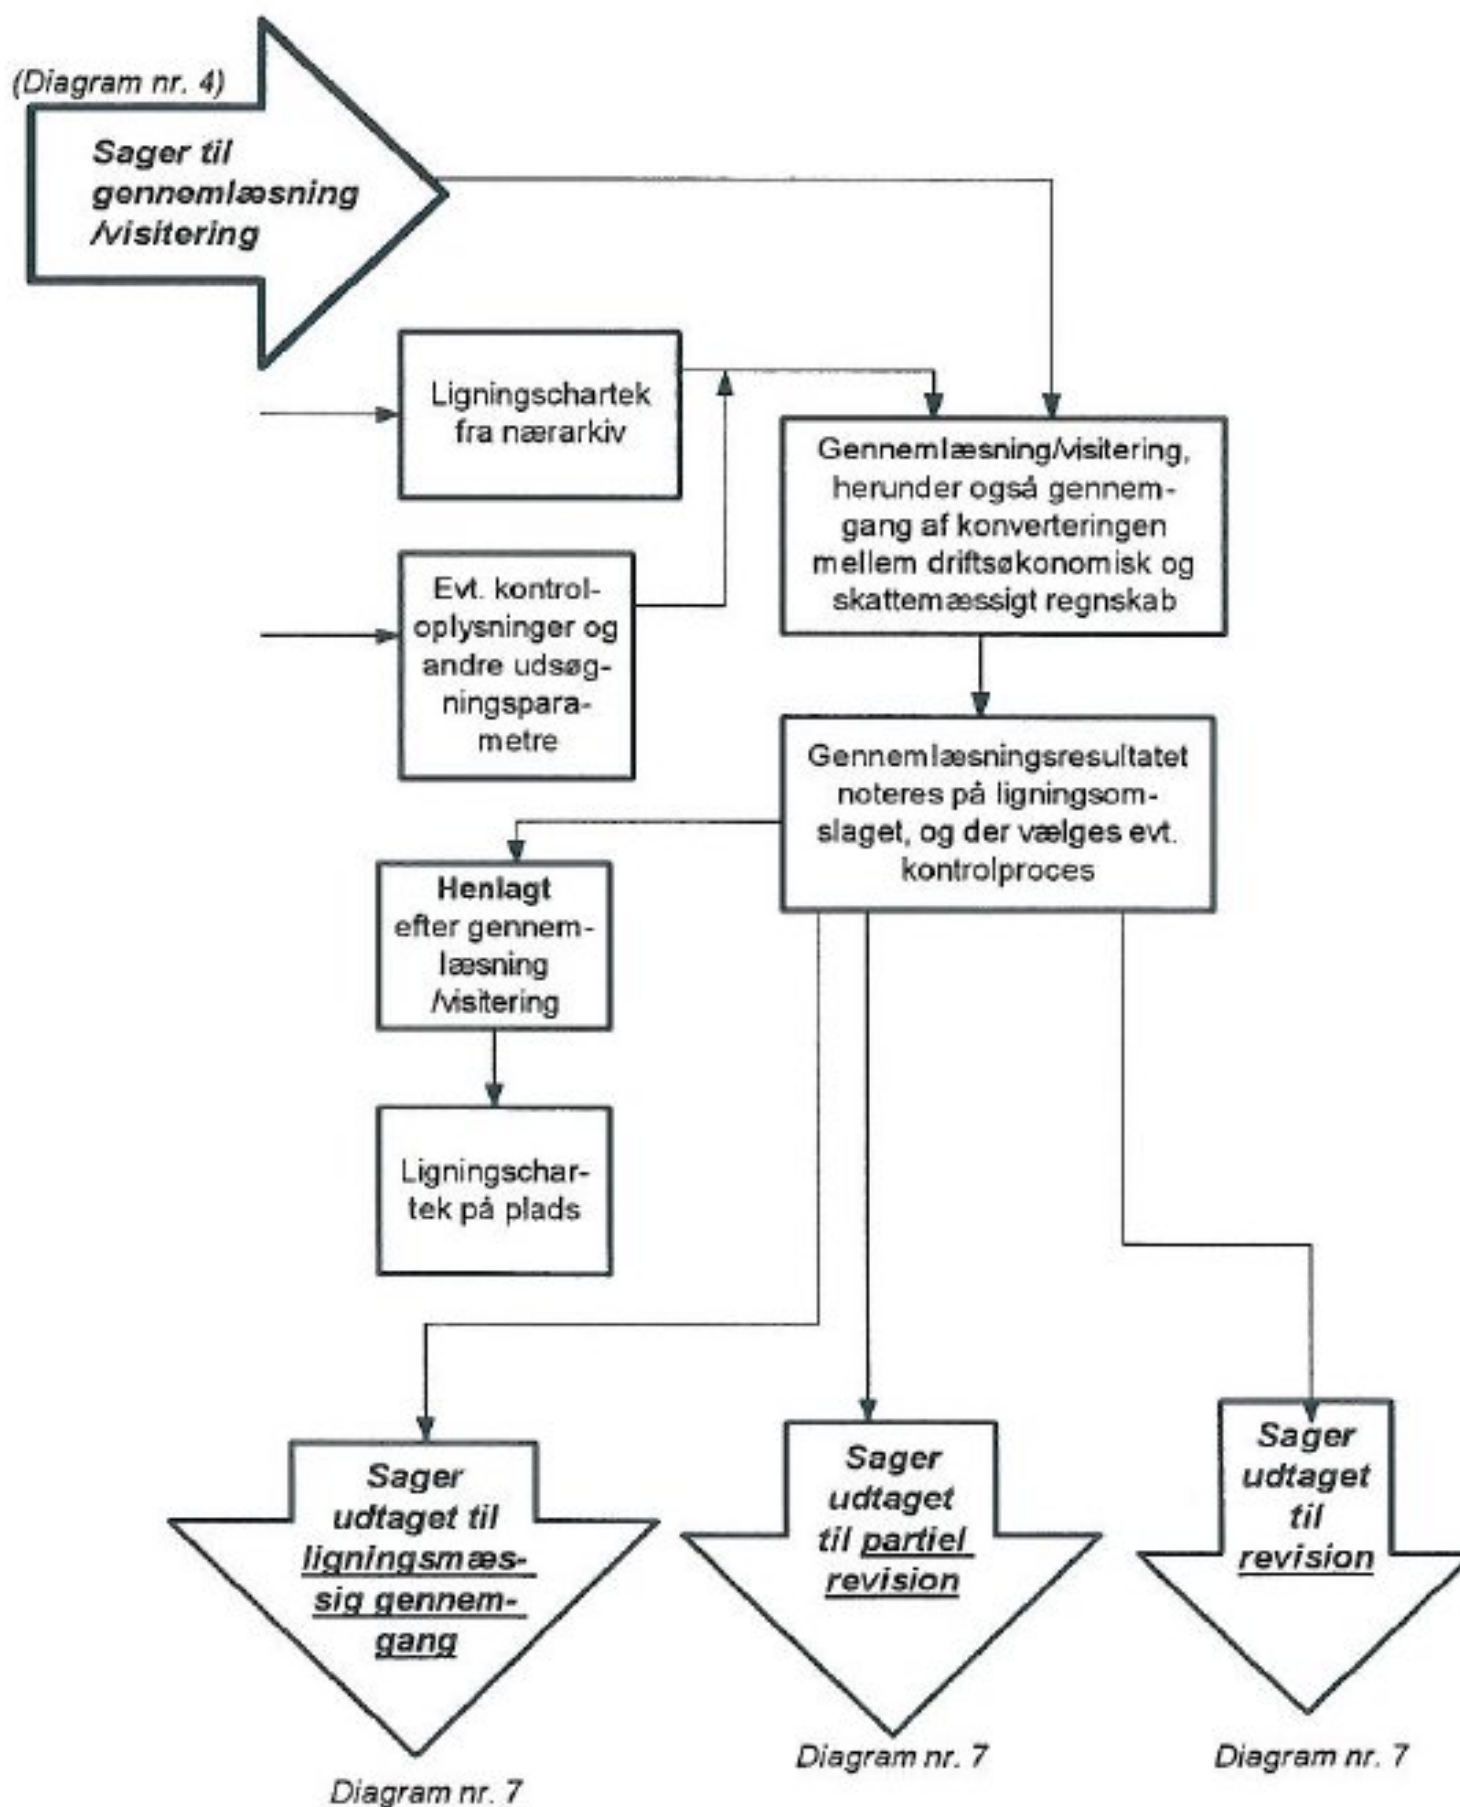 (Diagram nr. 4)
Sager til
gennemlæsning
/visitering
Ligningschartek
fra nærarkiv
Gennemlæsning/visitering,
herunder også gennem-
gang af konverteringen
mellem driftsøkonomisk og
skattemæssigt regnskab
Evt. kontrol-
oplysninger og
andre udsøg-
ningspara-
metre
Gennemlæsningsresultatet
noteres på ligningsom-
slaget, og der vælges evt.
kontrolproces
Henlagt
efter gennem-
læsning
/visitering
Ligningschar-
tek på plads
Sager
udtaget til
ligningsmæs-
sig gennem-
gang
Diagram nr. 7
Sager
udtaget
til partiel
revision
Diagram nr. 7
Sager
udtaget
til
revision
Diagram nr. 7